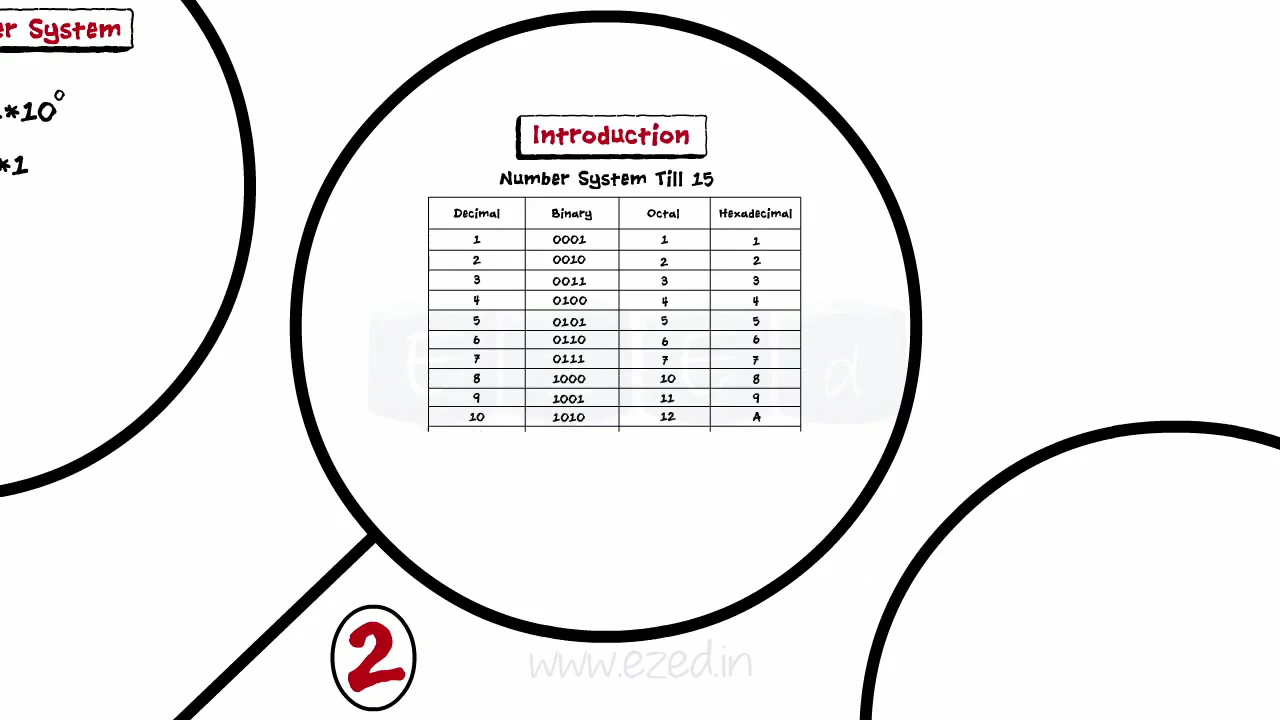 er System
*10°
*1
Introduction
Number System Till 15
Decimal Binary Octal Hexadecimal
1 0001 1 1
2 0010 2 2
3 0011 3 3
4 0100 4 4
5 0101 5 5
6 0110 6 6
7 0111 7 7
8 1000 10 8
9 1001 11 9
10 1010 12 A
2
www.ezed.in